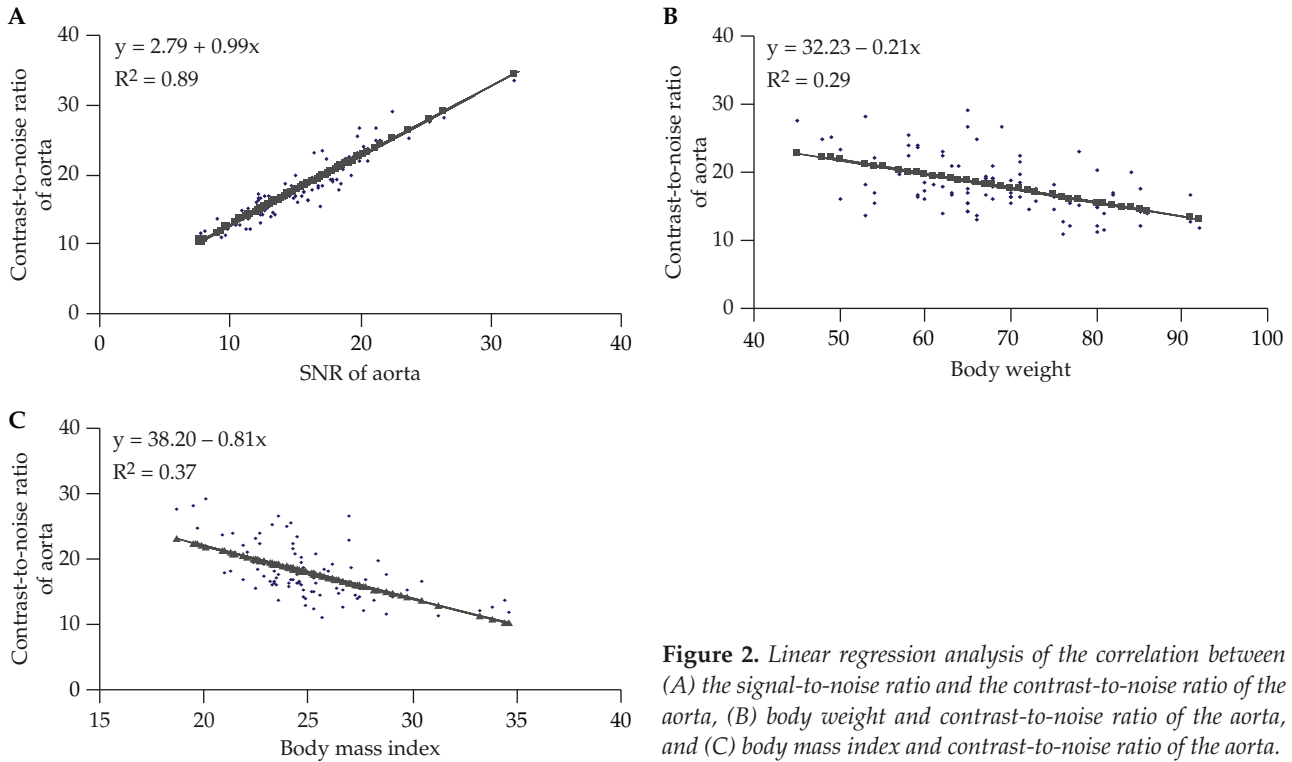 A
y = 2.79 + 0.99x
R2 = 0.89
Contrast-to-noise ratio
of aorta
40
30
20
10
0
0 10 20 30 40
SNR of aorta
B
y = 32.23 – 0.21x
R2 = 0.29
Contrast-to-noise ratio
of aorta
40
30
20
10
0
40 50 60 70 80 90 100
Body weight
C
y = 38.20 – 0.81x
R2 = 0.37
Contrast-to-noise ratio
of aorta
40
30
20
10
0
15 20 25 30 35 40
Body mass index
Figure 2. Linear regression analysis of the correlation between
(A) the signal-to-noise ratio and the contrast-to-noise ratio of the
aorta, (B) body weight and contrast-to-noise ratio of the aorta,
and (C) body mass index and contrast-to-noise ratio of the aorta.